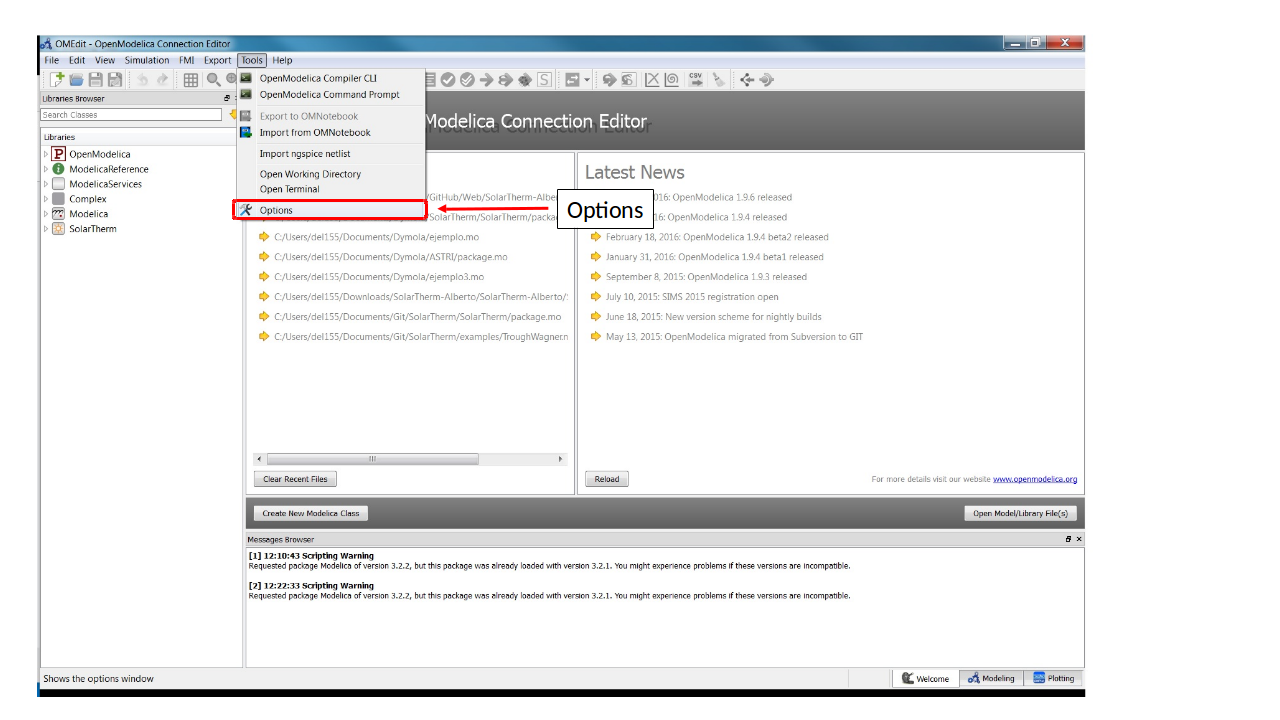 OMEdit - OpenModelica Connection Editor
File Edit View Simulation FMI Export Tools Help
Libraries Browser
Search Classes
Libraries
OpenModelica
ModelicaReference
ModelicaServices
Complex
Modelica
SolarTherm
OpenModelica Compiler CLI
OpenModelica Command Prompt
Export to OMNotebook
Import from OMNotebook
Import ngspice netlist
Open Working Directory
Open Terminal
Options
Options
Modelica Connection Editor
/GitHub/Web/SolarTherm-Albe
SolarTherm/SolarTherm/packa
C:/Users/del155/Documents/Dymola/ejemplo.mo
C:/Users/del155/Documents/Dymola/ASTRI/package.mo
C:/Users/del155/Documents/Dymola/ejemplo3.mo
C:/Users/del155/Downloads/SolarTherm-Alberto/SolarTherm-Alberto/
C:/Users/del155/Documents/Git/SolarTherm/SolarTherm/package.mo
C:/Users/del155/Documents/Git/SolarTherm/examples/TroughWagner.n
Clear Recent Files
Latest News
016: OpenModelica 1.9.6 released
16: OpenModelica 1.9.4 released
February 18, 2016: OpenModelica 1.9.4 beta2 released
January 31, 2016: OpenModelica 1.9.4 beta1 released
September 8, 2015: OpenModelica 1.9.3 released
July 10, 2015: SIMS 2015 registration open
June 18, 2015: New version scheme for nightly builds
May 13, 2015: OpenModelica migrated from Subversion to GIT
Reload
For more details visit our website www.openmodelica.org
Create New Modelica Class
Open Model/Library File(s)
Messages Browser
[1] 12:10:43 Scripting Warning
Requested package Modelica of version 3.2.2, but this package was already loaded with version 3.2.1. You might experience problems if these versions are incompatible.
[2] 12:22:33 Scripting Warning
Requested package Modelica of version 3.2.2, but this package was already loaded with version 3.2.1. You might experience problems if these versions are incompatible.
Shows the options window
Welcome Modeling Plotting